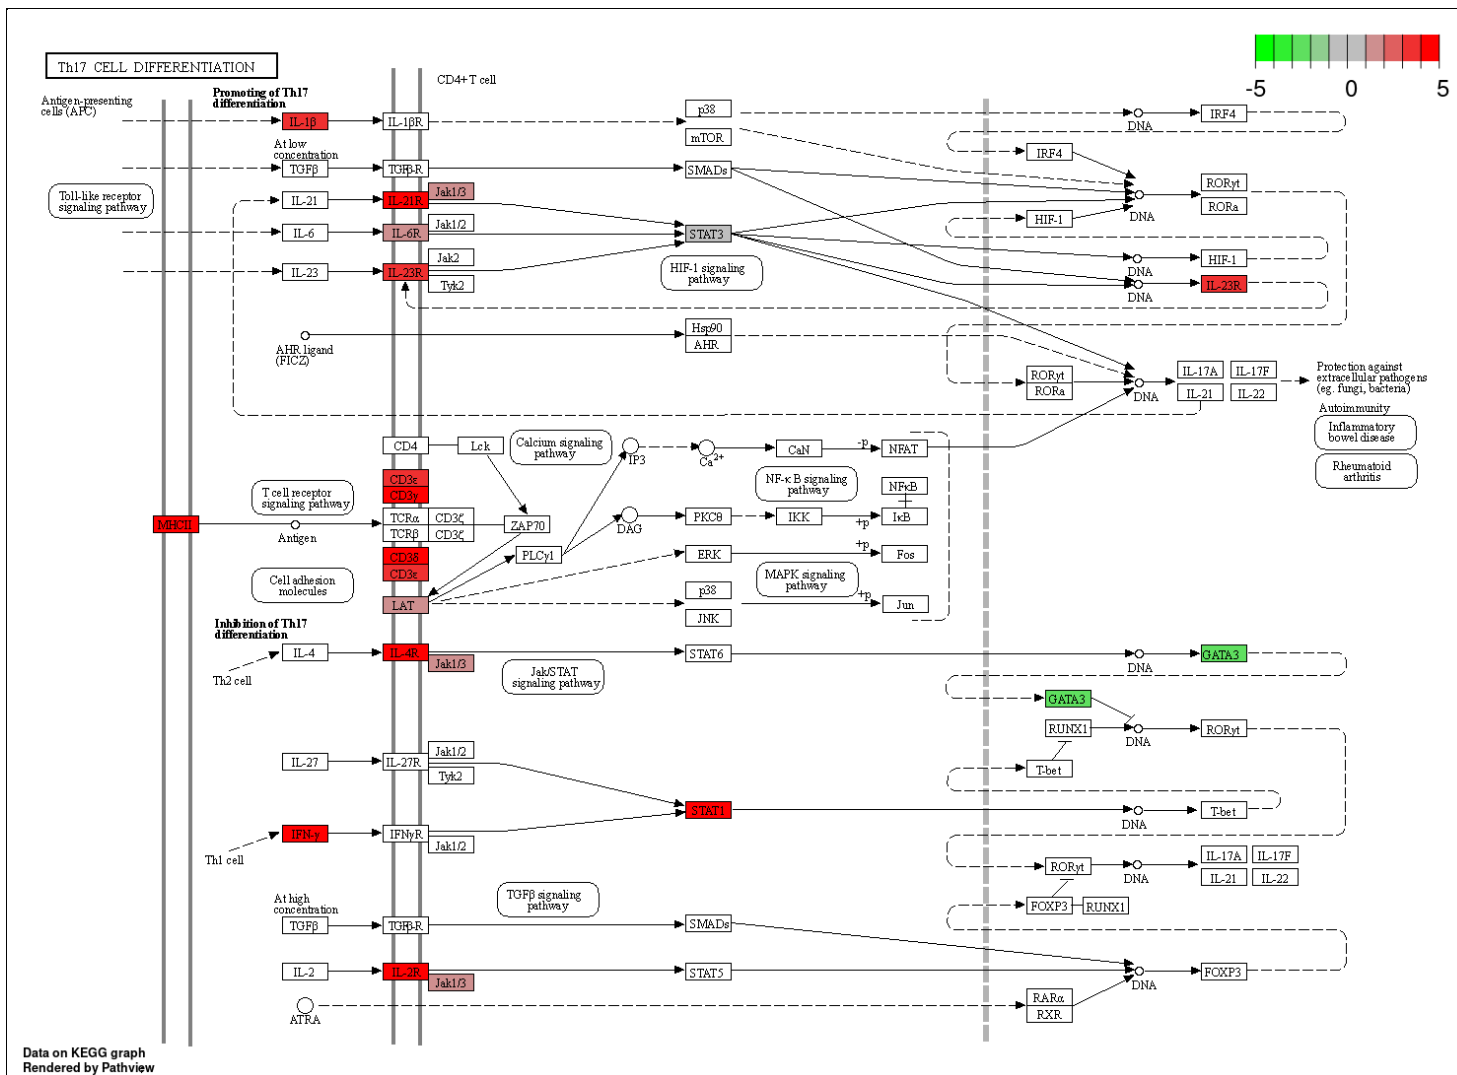 Th17 CELL DIFFERENTIATION
-5 0 5
CD4+ T cell
Antigen-presenting
cells (APC)
Promoting of Th17
differentiation
IL-1β
IL-1βR
p38
mTOR
DNA
IRF4
IRF4
At low
concentration
TGFβ
TGFβ-R
SMADs
RORγt
RORa
DNA
Toll-like receptor
signaling pathway
IL-21
IL-21R
Jak1/3
HIF-1
IL-6
IL-6R
Jak1/2
STAT3
IL-23
IL-23R
Jak2
Tyk2
HIF-1 signaling
pathway
DNA
HIF-1
DNA
IL-23R
AHR ligand
(FICZ)
Hsp90
AHR
RORγt
RORa
DNA
IL-17A
IL-17F
IL-21
IL-22
Protection against
extracellular pathogens
(eg. fungi, bacteria)
Autoimmunity
Inflammatory
bowel disease
Rheumatoid
arthritis
CD4
Lck
Calcium signaling
pathway
IP3
Ca2+
CaN
-p
NFAT
CD3ε
CD3γ
NF-κB signaling
pathway
NFκB
T cell receptor
signaling pathway
MHCII
Antigen
TCRα
CD3ζ
TCRβ
CD3ζ
ZAP70
DAG
PKCθ
IKK
+p
IκB
CD3δ
CD3ε
PLCγ1
ERK
+p
Fos
Cell adhesion
molecules
LAT
p38
JNK
MAPK signaling
pathway
+p
Jun
Inhibition of Th17
differentiation
IL-4
IL-4R
Jak1/3
STAT6
DNA
GATA3
Th2 cell
Jak/STAT
signaling pathway
GATA3
RUNX1
DNA
RORγt
T-bet
IL-27
IL-27R
Jak1/2
Tyk2
STAT1
DNA
T-bet
IFN-γ
IFNγR
Jak1/2
Th1 cell
RORγt
DNA
IL-17A
IL-17F
IL-21
IL-22
TGFβ signaling
pathway
FOXP3
RUNX1
At high
concentration
TGFβ
TGFβ-R
SMADs
IL-2
IL-2R
Jak1/3
STAT5
DNA
FOXP3
ATRA
RARα
RXR
Data on KEGG graph
Rendered by Pathview